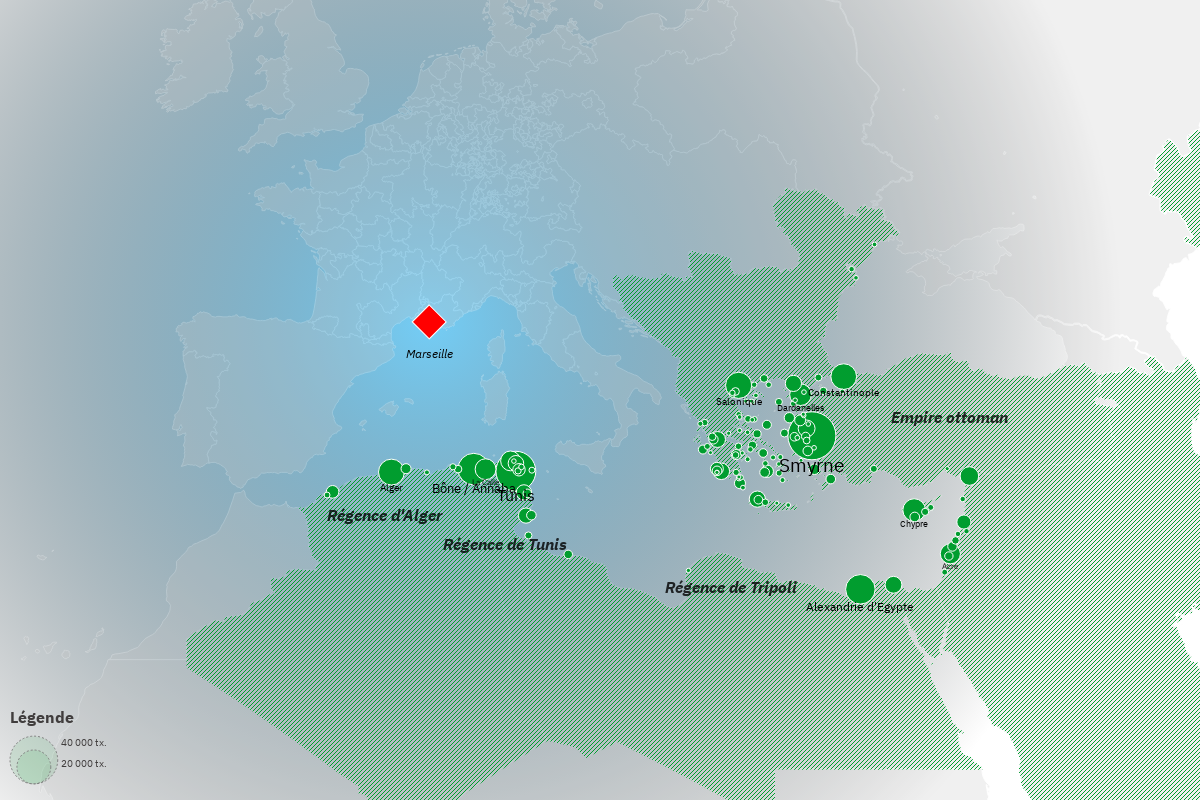 Marseille
Salonique
Constantinople
Dardanelles
Empire ottoman
Smyrne
Alger
Bône / Annaba
Tunis
Régence d'Alger
Chypre
Régence de Tunis
Acre
Régence de Tripoli
Alexandrie d'Egypte
Légende
40 000 tx.
20 000 tx.